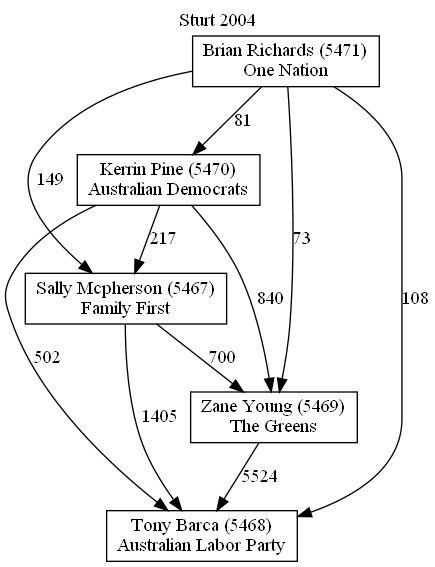 Sturt 2004
Brian Richards (5471)
One Nation
81
Kerrin Pine (5470)
Australian Democrats
149
217
73
Sally Mcpherson (5467)
Family First
840
108
502
700
Zane Young (5469)
The Greens
1405
5524
Tony Barca (5468)
Australian Labor Party